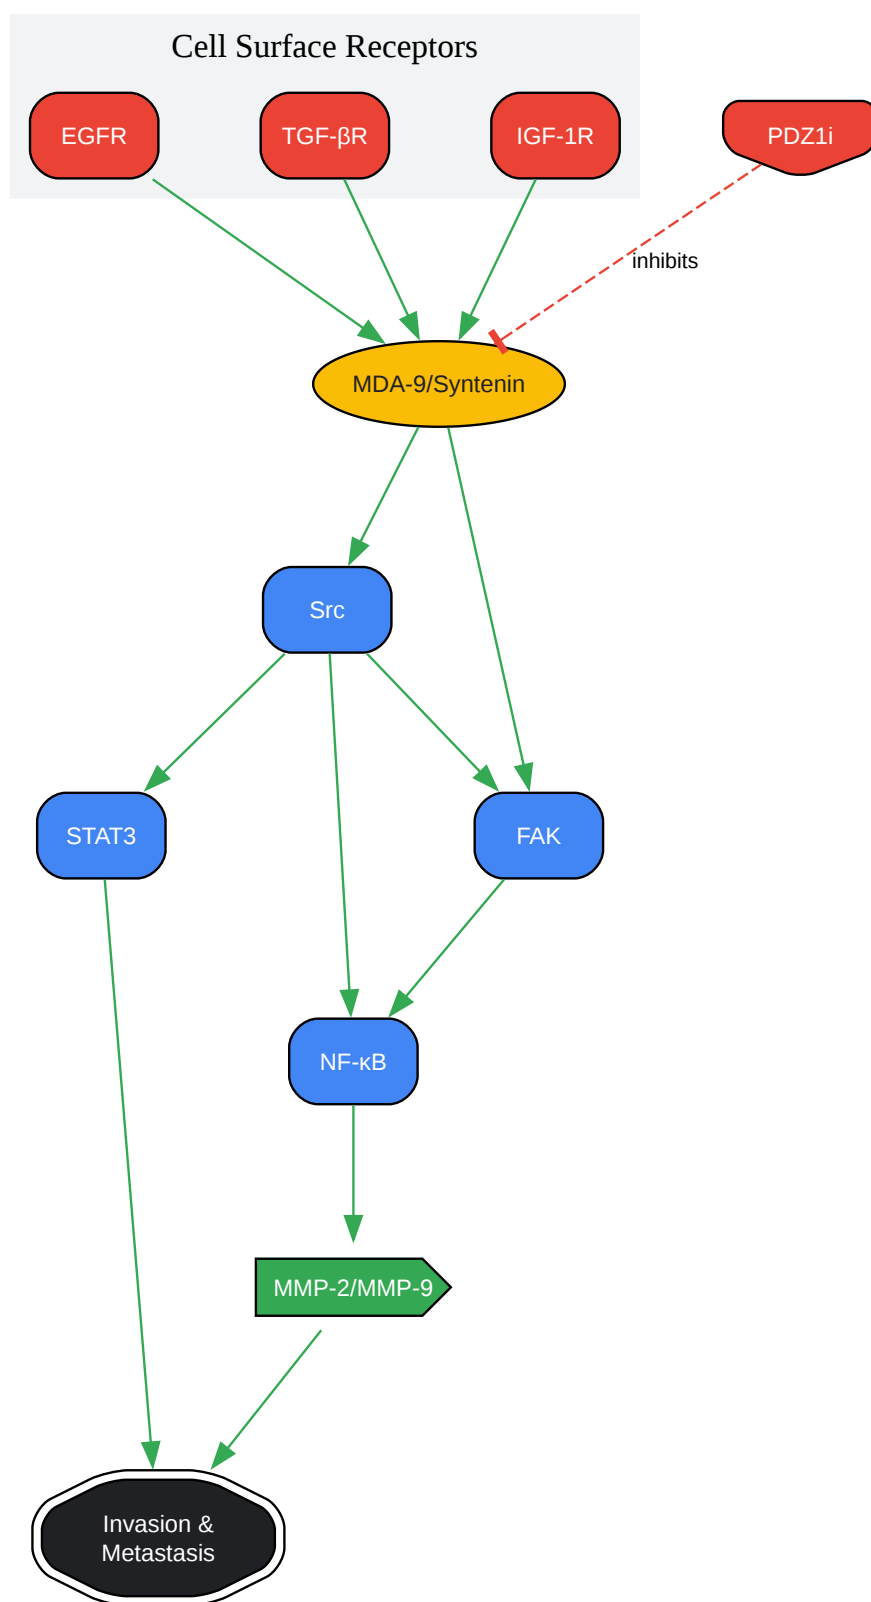 Cell Surface Receptors
EGFR
TGF-βR
IGF-1R
PDZ1i
inhibits
MDA-9/Syntenin
Src
STAT3
FAK
NF-κB
MMP-2/MMP-9
Invasion &
Metastasis